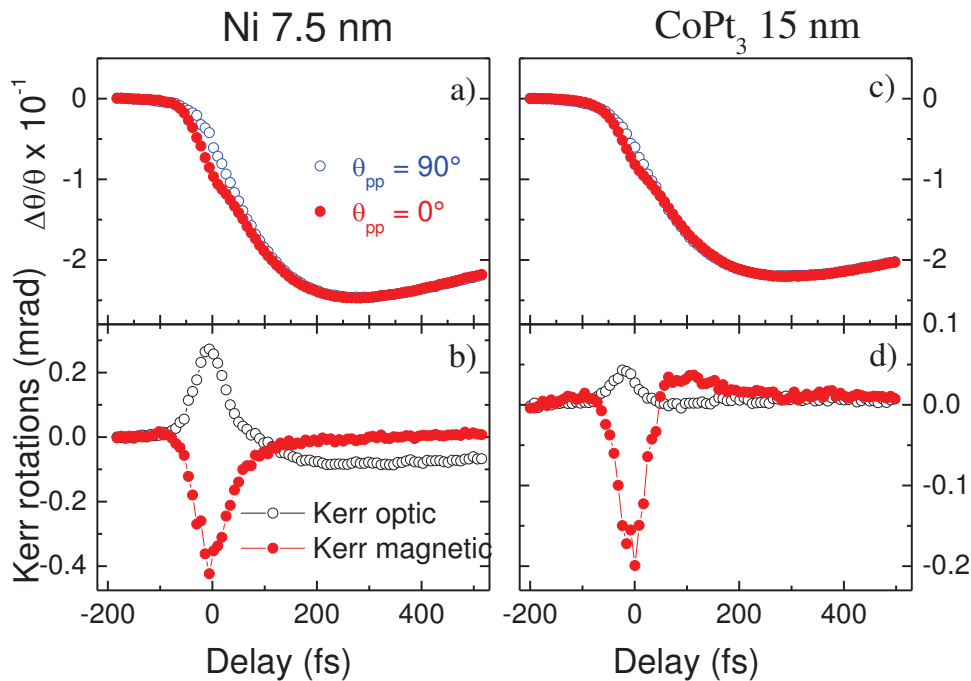 Ni 7.5 nm
CoPt3 15 nm
Δθ/θ x 10-1
0
-1
-2
a)
θpp = 90°
θpp = 0°
c)
0
-1
-2
Kerr rotations (mrad)
0.2
0.0
-0.2
-0.4
b)
Kerr optic
Kerr magnetic
d)
0.1
0.0
-0.1
-0.2
-200 0 200 400
-200 0 200 400
Delay (fs)
Delay (fs)